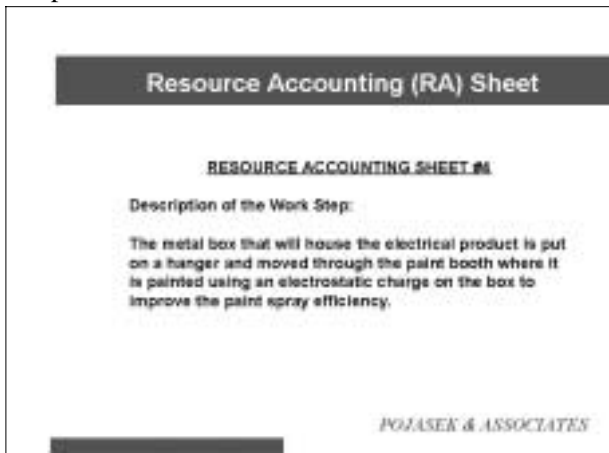 Resource Accounting (RA) Sheet
RESOURCE ACCOUNTING SHEET #4
Description of the Work Step:
The metal box that will house the electrical product is put
on a hanger and moved through the paint booth where it
is painted using an electrostatic charge on the box to
improve the paint spray efficiency.
POJASEK & ASSOCIATES